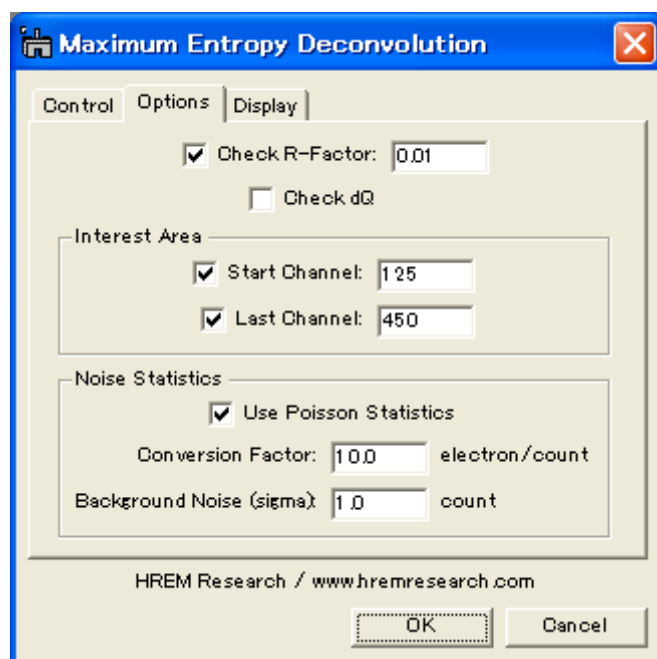 Maximum Entropy Deconvolution
Control Options Display
Check R-Factor: 0.01
Check dQ
Interest Area
Start Channel: 125
Last Channel: 450
Noise Statistics
Use Poisson Statistics
Conversion Factor: 10.0 electron/count
Background Noise (sigma): 1.0 count
HREM Research / www.hremresearch.com
OK Cancel